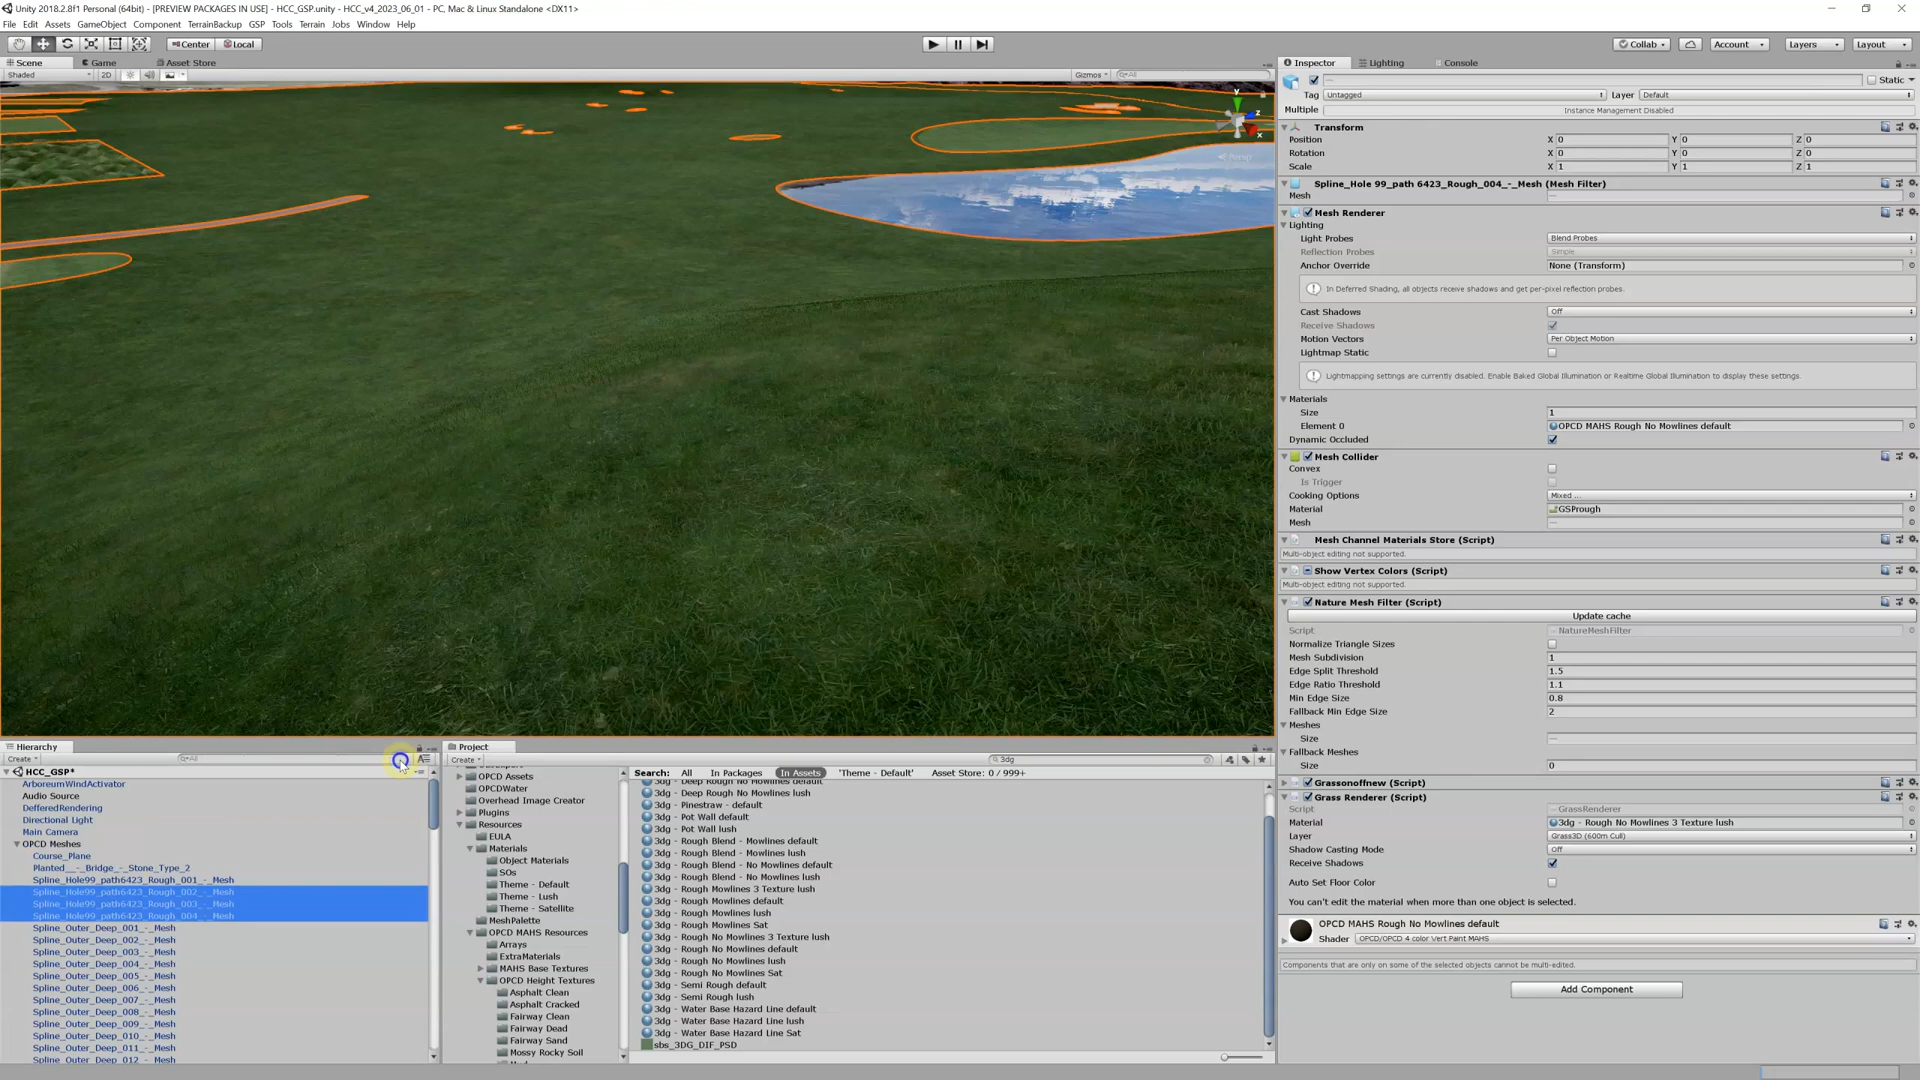 Unity 2018.2.8f1 Personal (64bit) - [PREVIEW PACKAGES IN USE] - HCC_GSP.unity - HCC_v4_2023_06_01 - PC, Mac & Linux Standalone <DX11>
File Edit Assets GameObject Component TerrainBackup GSP Tools Terrain Jobs Window Help
Center Local
Collab Account Layers Layout
Scene Game Asset Store
Shaded 2D Gizmos All
y
z
x
Persp
Inspector Lighting Console
Static
Tag Untagged Layer Default
Multiple Instance Management Disabled
Transform
Position X 0 Y 0 Z 0
Rotation X 0 Y 0 Z 0
Scale X 1 Y 1 Z 1
Spline_Hole 99_path 6423_Rough_004_-_Mesh (Mesh Filter)
Mesh
Mesh Renderer
Lighting
Light Probes Blend Probes
Reflection Probes Simple
Anchor Override None (Transform)
In Deferred Shading, all objects receive shadows and get per-pixel reflection probes.
Cast Shadows Off
Receive Shadows
Motion Vectors Per Object Motion
Lightmap Static
Lightmapping settings are currently disabled. Enable Baked Global Illumination or Realtime Global Illumination to display these settings.
Materials
Size 1
Element 0 OPCD MAHS Rough No Mowlines default
Dynamic Occluded
Mesh Collider
Convex
Is Trigger
Cooking Options Mixed ...
Material GSPrough
Mesh
Mesh Channel Materials Store (Script)
Multi-object editing not supported.
Show Vertex Colors (Script)
Multi-object editing not supported.
Nature Mesh Filter (Script)
Update cache
Script NatureMeshFilter
Normalize Triangle Sizes
Mesh Subdivision 1
Edge Split Threshold 1.5
Edge Ratio Threshold 1.1
Min Edge Size 0.8
Fallback Min Edge Size 2
Meshes
Size
Fallback Meshes
Size 0
Grassonoffnew (Script)
Grass Renderer (Script)
Script GrassRenderer
Material 3dg - Rough No Mowlines 3 Texture lush
Layer Grass3D (600m Cull)
Shadow Casting Mode Off
Receive Shadows
Auto Set Floor Color
You can't edit the material when more than one object is selected.
OPCD MAHS Rough No Mowlines default
Shader OPCD/OPCD 4 color Vert Paint MAHS
Components that are only on some of the selected objects cannot be multi-edited.
Add Component
Hierarchy
Create All
HCC_GSP*
ArboreumWindActivator
Audio Source
DefferedRendering
Directional Light
Main Camera
OPCD Meshes
Course_Plane
Planted_-_Bridge_-_Stone_Type_2
Spline_Hole99_path6423_Rough_001_-_Mesh
Spline_Hole99_path6423_Rough_002_-_Mesh
Spline_Hole99_path6423_Rough_003_-_Mesh
Spline_Hole99_path6423_Rough_004_-_Mesh
Spline_Outer_Deep_001_-_Mesh
Spline_Outer_Deep_002_-_Mesh
Spline_Outer_Deep_003_-_Mesh
Spline_Outer_Deep_004_-_Mesh
Spline_Outer_Deep_005_-_Mesh
Spline_Outer_Deep_006_-_Mesh
Spline_Outer_Deep_007_-_Mesh
Spline_Outer_Deep_008_-_Mesh
Spline_Outer_Deep_009_-_Mesh
Spline_Outer_Deep_010_-_Mesh
Spline_Outer_Deep_011_-_Mesh
Spline_Outer_Deep_012_-_Mesh
Project
Create 3dg
OPCD Assets
OPCDWater
Overhead Image Creator
Plugins
Resources
EULA
Materials
Object Materials
SOs
Theme - Default
Theme - Lush
Theme - Satellite
MeshPalette
OPCD MAHS Resources
Arrays
ExtraMaterials
MAHS Base Textures
OPCD Height Textures
Asphalt Clean
Asphalt Cracked
Fairway Clean
Fairway Dead
Fairway Sand
Mossy Rocky Soil
Search: All In Packages In Assets 'Theme - Default' Asset Store: 0 / 999+
3dg - Deep Rough No Mowlines default
3dg - Deep Rough No Mowlines lush
3dg - Pinestraw - default
3dg - Pot Wall default
3dg - Pot Wall lush
3dg - Rough Blend - Mowlines default
3dg - Rough Blend - Mowlines lush
3dg - Rough Blend - No Mowlines default
3dg - Rough Blend - No Mowlines lush
3dg - Rough Mowlines 3 Texture lush
3dg - Rough Mowlines default
3dg - Rough Mowlines lush
3dg - Rough Mowlines Sat
3dg - Rough No Mowlines 3 Texture lush
3dg - Rough No Mowlines default
3dg - Rough No Mowlines lush
3dg - Rough No Mowlines Sat
3dg - Semi Rough default
3dg - Semi Rough lush
3dg - Water Base Hazard Line default
3dg - Water Base Hazard Line lush
3dg - Water Base Hazard Line Sat
sbs_3DG_DIF_PSD